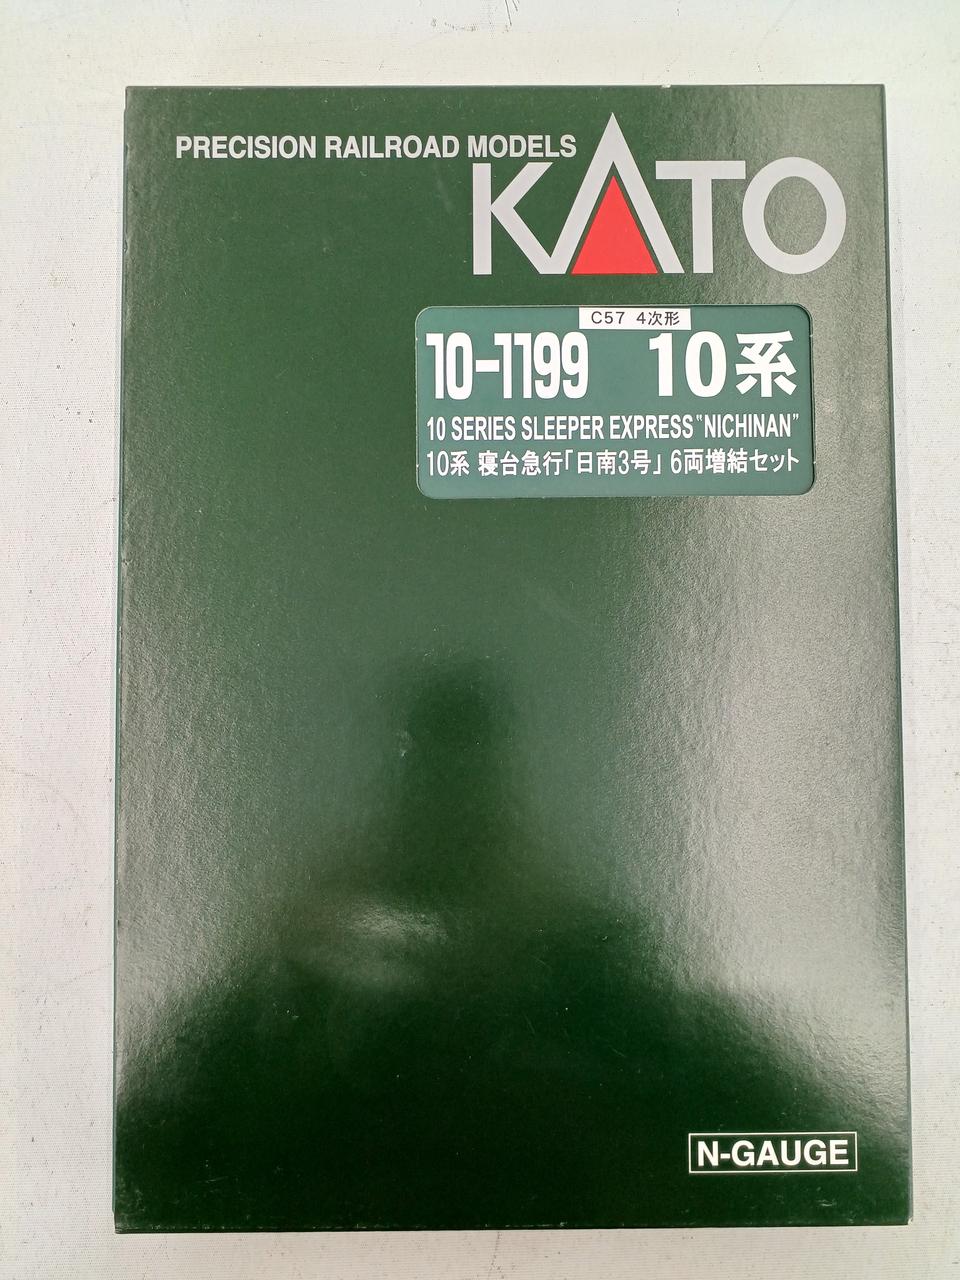 PRECISION RAILROAD MODELS
KATO
C57 4次形
10-1199 10系
10 SERIES SLEEPER EXPRESS "NICHINAN"
10系 寝台急行「日南3号」 6両増結セット
N-GAUGE